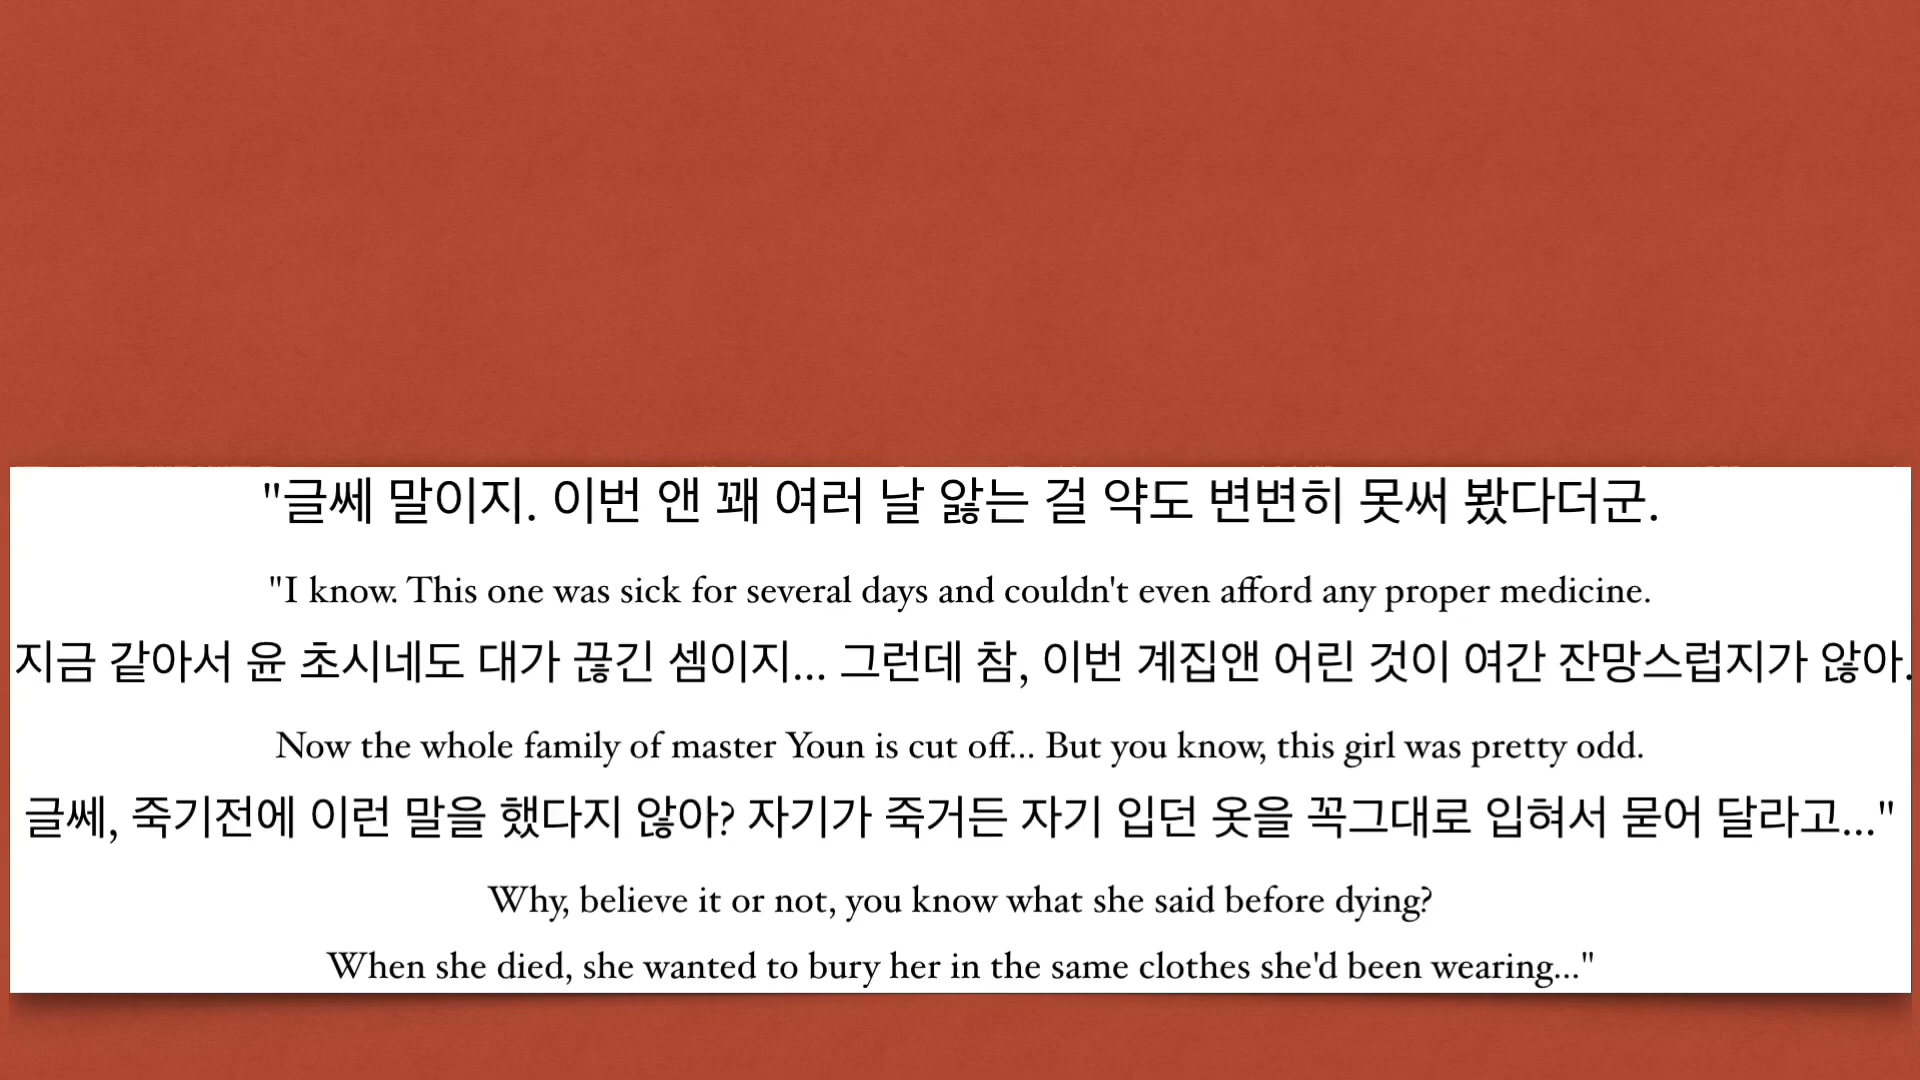 "글쎄 말이지. 이번 앤 꽤 여러 날 앓는 걸 약도 변변히 못써 봤다더군.
"I know. This one was sick for several days and couldn't even afford any proper medicine.
지금 같아서 윤 초시네도 대가 끊긴 셈이지... 그런데 참, 이번 계집앤 어린 것이 여간 잔망스럽지가 않아.
Now the whole family of master Youn is cut off... But you know, this girl was pretty odd.
글쎄, 죽기전에 이런 말을 했다지 않아? 자기가 죽거든 자기 입던 옷을 꼭그대로 입혀서 묻어 달라고..."
Why, believe it or not, you know what she said before dying?
When she died, she wanted to bury her in the same clothes she'd been wearing..."